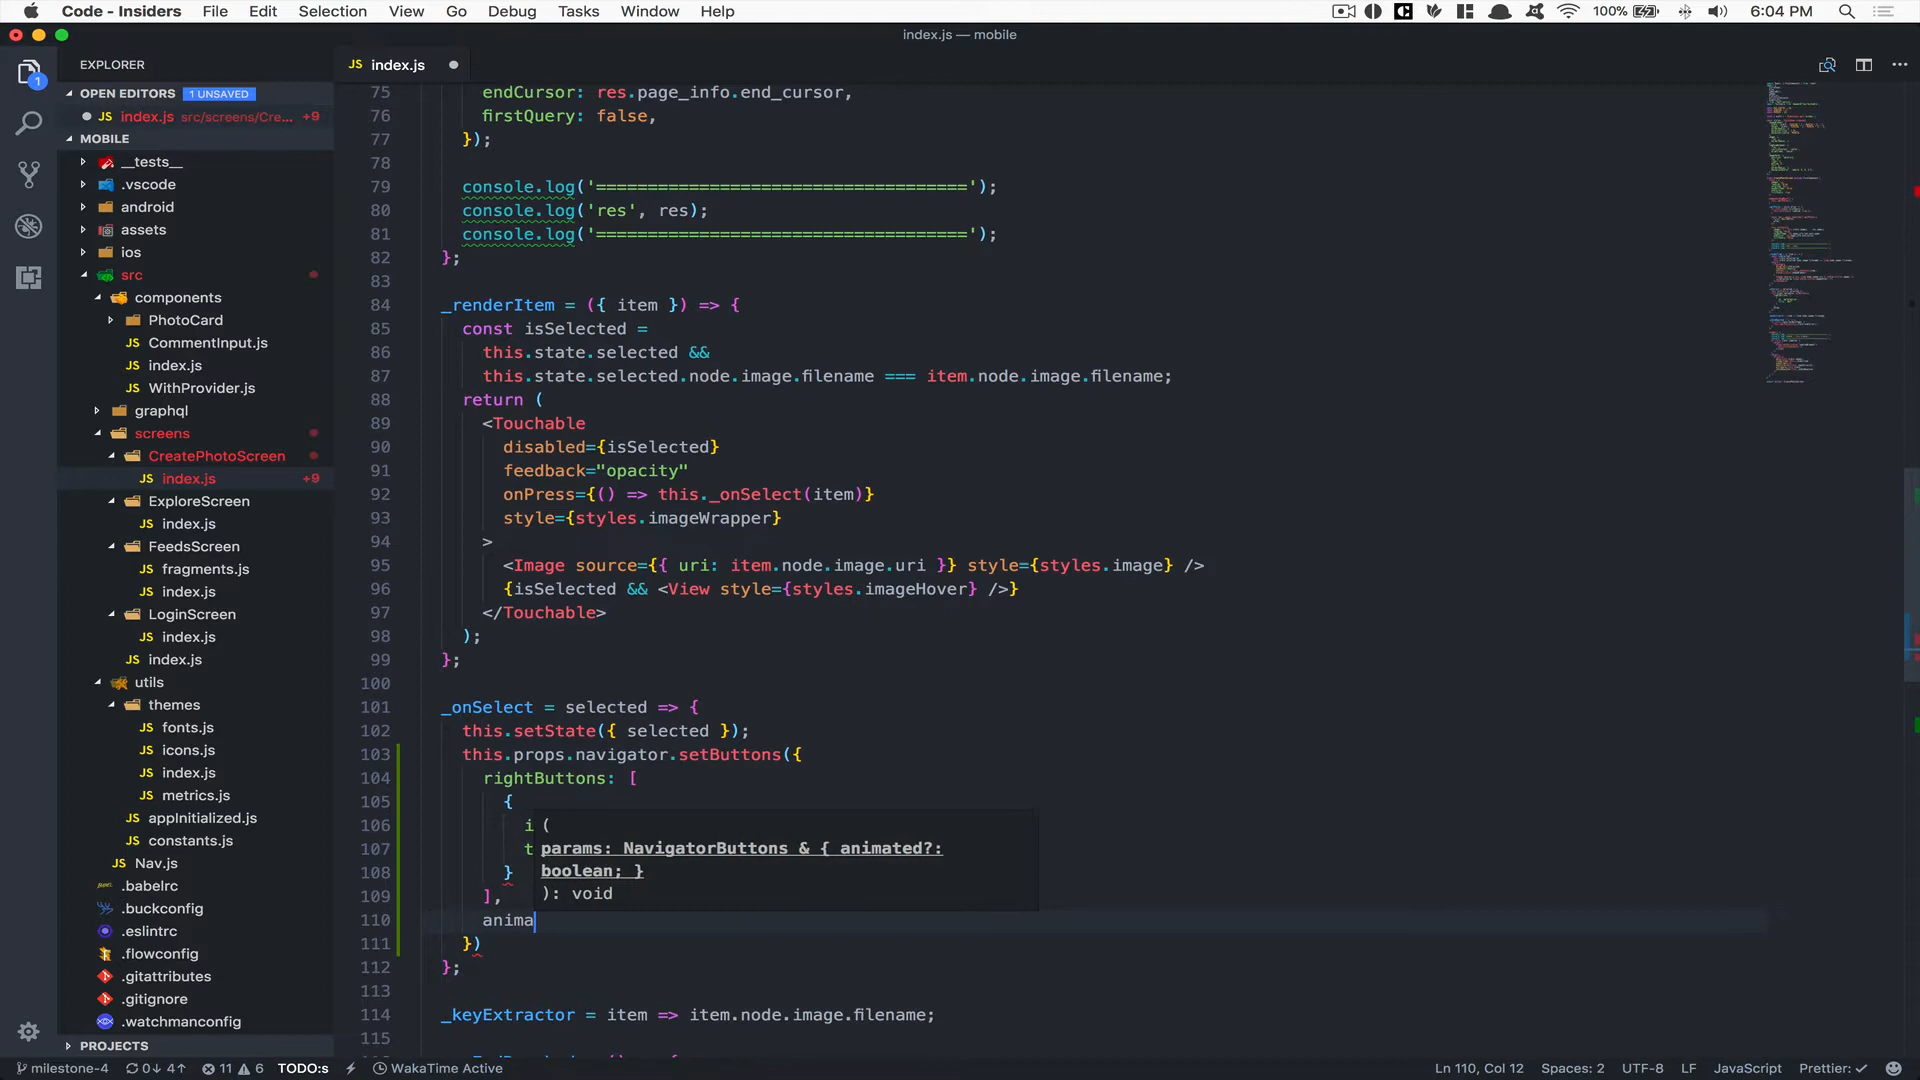 Code - Insiders File Edit Selection View Go Debug Tasks Window Help 100% 6:04 PM
index.js — mobile
EXPLORER
JS index.js
OPEN EDITORS 1 UNSAVED
JS index.js src/screens/Cre... +9
MOBILE
__tests__
.vscode
android
assets
ios
src
components
PhotoCard
JS CommentInput.js
JS index.js
JS WithProvider.js
graphql
screens
CreatePhotoScreen
JS index.js +9
ExploreScreen
JS index.js
FeedsScreen
JS fragments.js
JS index.js
LoginScreen
JS index.js
JS index.js
utils
themes
JS fonts.js
JS icons.js
JS index.js
JS metrics.js
JS appInitialized.js
JS constants.js
JS Nav.js
.babelrc
.buckconfig
.eslintrc
.flowconfig
.gitattributes
.gitignore
.watchmanconfig
PROJECTS
1
75 endCursor: res.page_info.end_cursor,
76 firstQuery: false,
77 });
78
79 console.log('====================================');
80 console.log('res', res);
81 console.log('====================================');
82 };
83
84 _renderItem = ({ item }) => {
85 const isSelected =
86 this.state.selected &&
87 this.state.selected.node.image.filename === item.node.image.filename;
88 return (
89 <Touchable
90 disabled={isSelected}
91 feedback="opacity"
92 onPress={() => this._onSelect(item)}
93 style={styles.imageWrapper}
94 >
95 <Image source={{ uri: item.node.image.uri }} style={styles.image} />
96 {isSelected && <View style={styles.imageHover} />}
97 </Touchable>
98 );
99 };
100
101 _onSelect = selected => {
102 this.setState({ selected });
103 this.props.navigator.setButtons({
104 rightButtons: [
105 {
106 i (
107 t params: NavigatorButtons & { animated?:
boolean; }
108 }
): void
109 ],
110 anima
111 })
112 };
113
114 _keyExtractor = item => item.node.image.filename;
115
milestone-4 0↓ 4↑ 11 6 TODO:s WakaTime Active Ln 110, Col 12 Spaces: 2 UTF-8 LF JavaScript Prettier: ✓